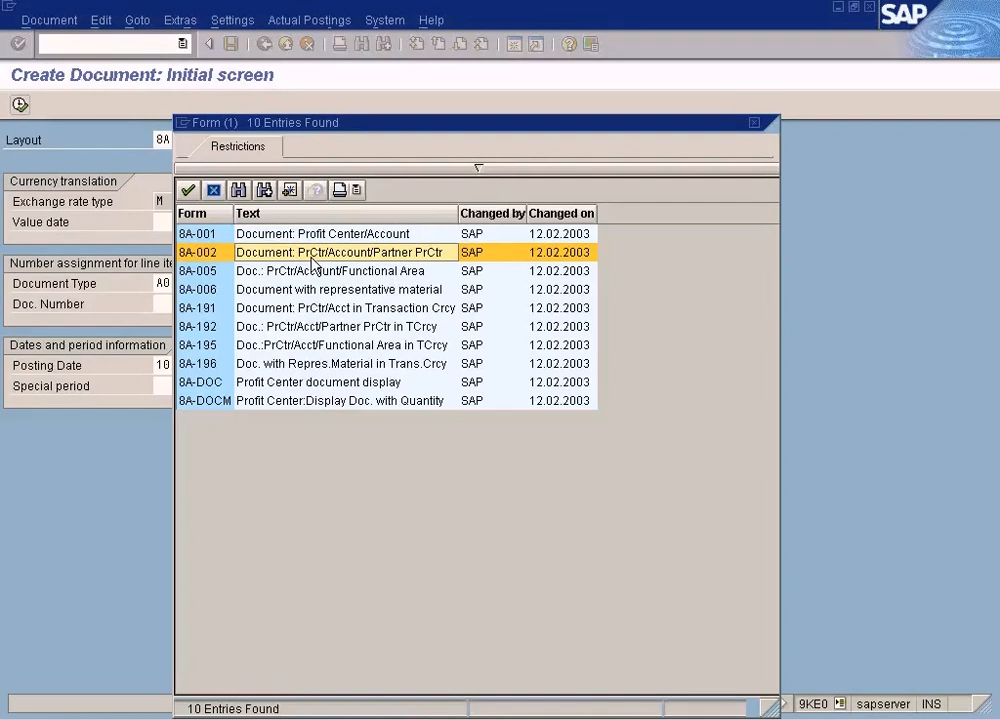 Document Edit Goto Extras Settings Actual Postings System Help
SAP
Create Document: Initial screen
Form (1) 10 Entries Found
Restrictions
Layout 8A
Currency translation
Exchange rate type M
Value date
Number assignment for line ite
Document Type A0
Doc. Number
Dates and period information
Posting Date 10
Special period
Form Text Changed by Changed on
8A-001 Document: Profit Center/Account SAP 12.02.2003
8A-002 Document: PrCtr/Account/Partner PrCtr SAP 12.02.2003
8A-005 Doc.: PrCtr/Account/Functional Area SAP 12.02.2003
8A-006 Document with representative material SAP 12.02.2003
8A-191 Document: PrCtr/Acct in Transaction Crcy SAP 12.02.2003
8A-192 Doc.: PrCtr/Acct/Partner PrCtr in TCrcy SAP 12.02.2003
8A-195 Doc.:PrCtr/Acct/Functional Area in TCrcy SAP 12.02.2003
8A-196 Doc. with Repres.Material in Trans.Crcy SAP 12.02.2003
8A-DOC Profit Center document display SAP 12.02.2003
8A-DOCM Profit Center:Display Doc. with Quantity SAP 12.02.2003
10 Entries Found
9KE0 sapserver INS